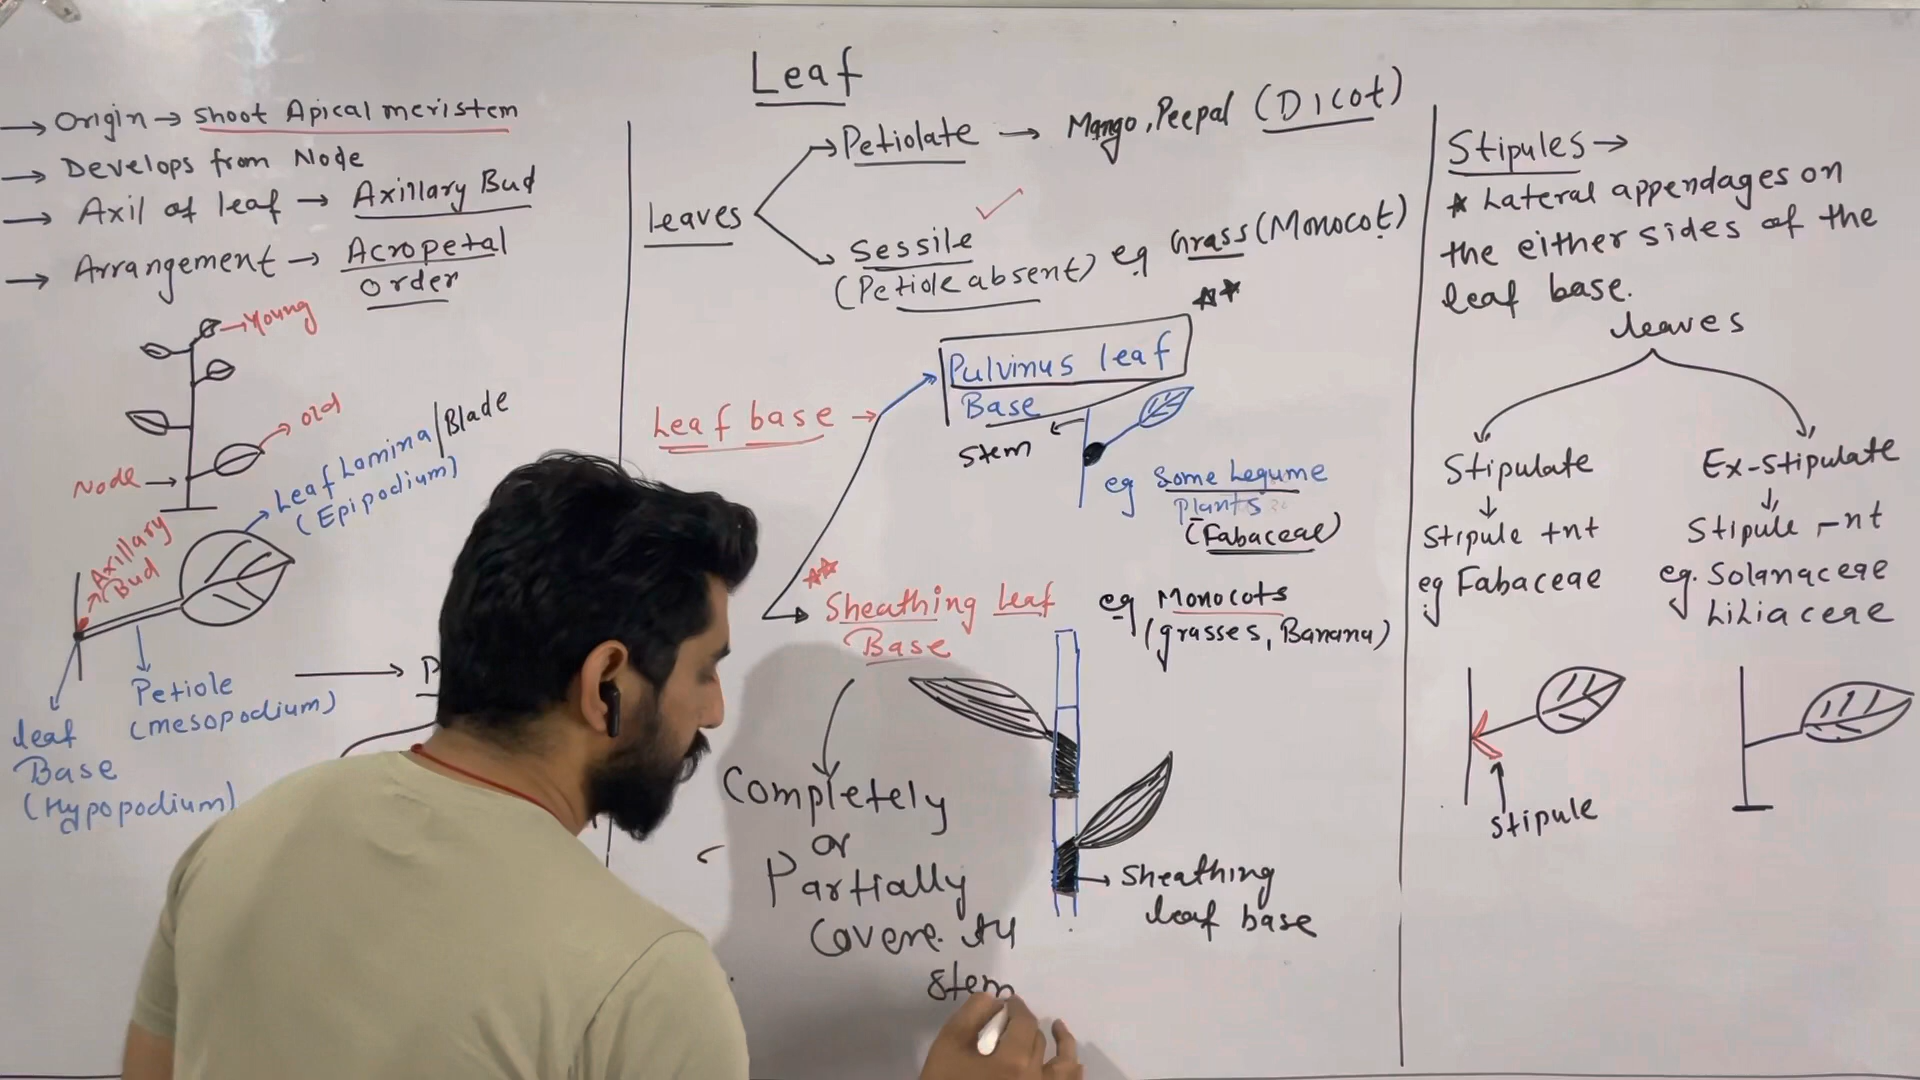 Leaf
→ Origin → Shoot Apical meristem
→ Develops from Node
→ Axil of leaf → Axillary Bud
→ Arrangement → Acropetal
order
Young
old
Node →
Leaf Lamina/Blade
(Epipodium)
Axillary
Bud
Petiole
(mesopodium)
→ P
leaf
Base
(Hypopodium)
leaves
Petiolate → Mango, Peepal (Dicot)
Sessile
(Petiole absent) eg Grass (Monocot)
Leaf base →
Pulvinus leaf
Base
Stem
eg Some Legume
Plants
(Fabaceae)
Sheathing Leaf
Base
eg Monocots
(grasses, Banana)
Completely
or
Partially
Covere
stem
→ Sheathing
leaf base
Stipules →
* Lateral appendages on
the either sides of the
leaf base.
leaves
Stipulate
Stipule +nt
eg Fabaceae
Ex-stipulate
Stipule -nt
eg. Solanaceae
Liliacere
Stipule